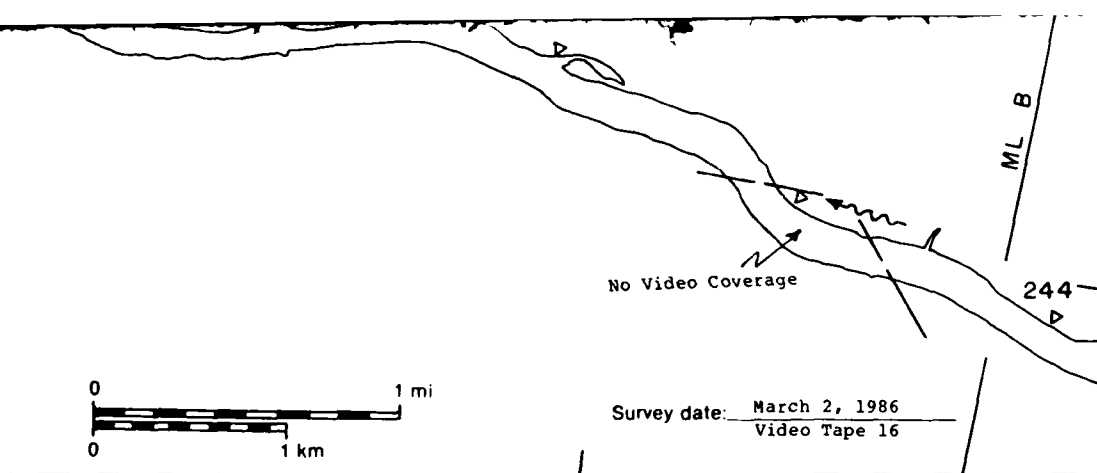 ML B
244
No Video Coverage
0 1 mi
0 1 km
Survey date: March 2, 1986
Video Tape 16